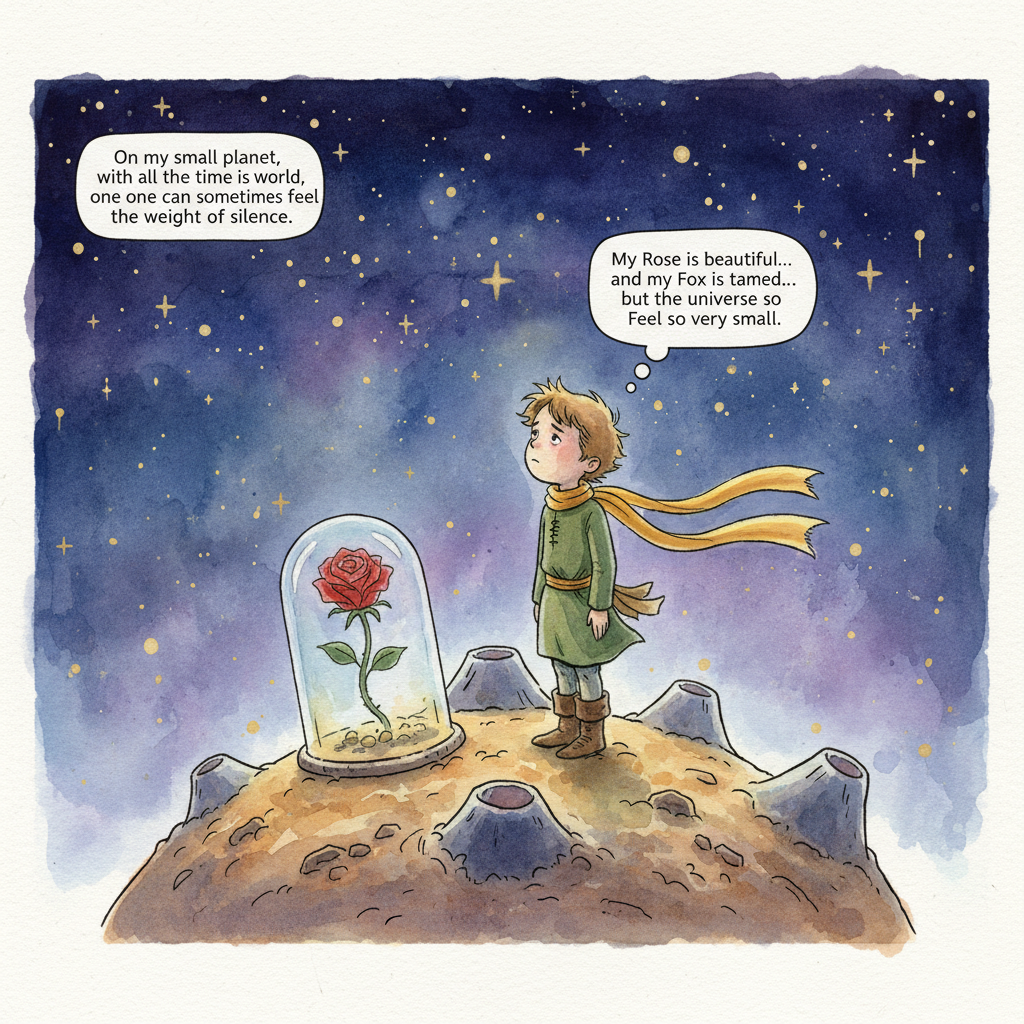 On my small planet,
with all the time is world,
one one can sometimes feel
the weight of silence.
My Rose is beautiful...
and my Fox is tamed...
but the universe so
Feel so very small.